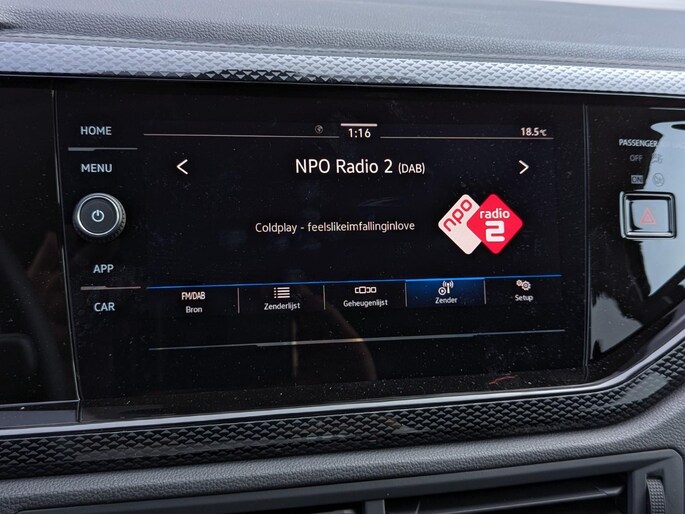 HOME
MENU
APP
CAR
1:16
18.5°C
< NPO Radio 2 (DAB) >
Coldplay - feelslikeimfallinginlove
npo
radio
2
FM/DAB
Bron
Zenderlijst
Geheugenlijst
Zender
Setup
PASSENGER
OFF
ON